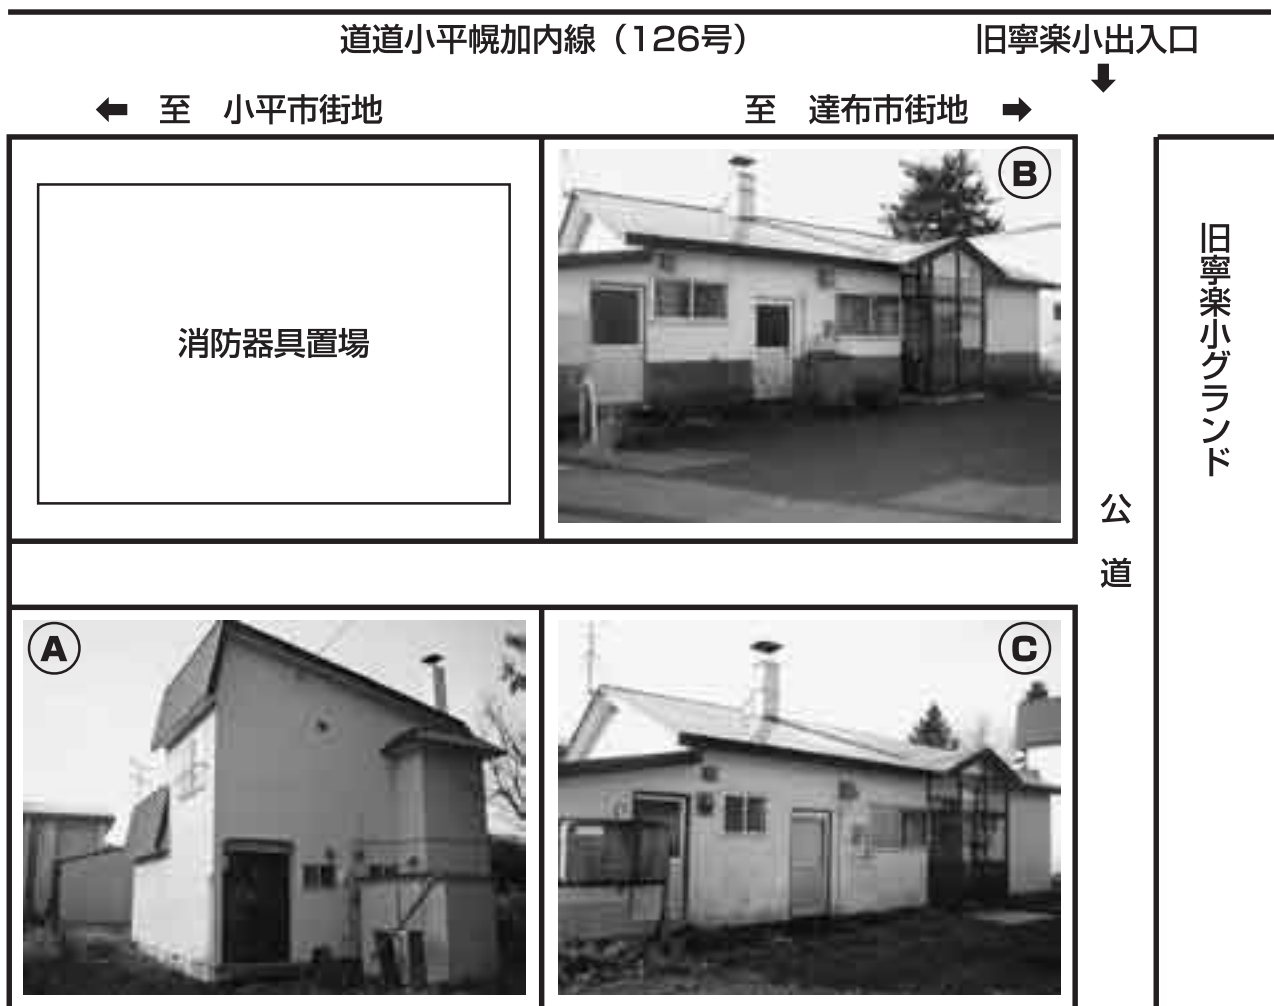 道道小平幌加内線（126号）
旧寧楽小出入口
⬇
⬅ 至 小平市街地
至 達布市街地 ➡
消防器具置場
B
旧寧楽小グランド
公道
A
C